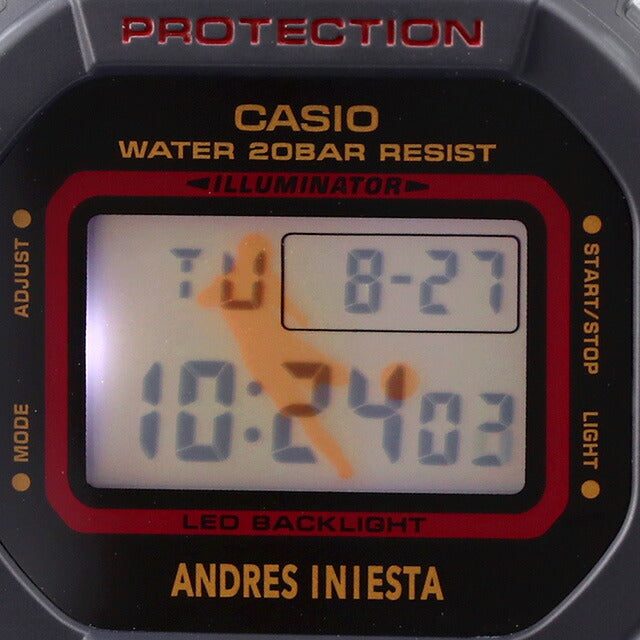 PROTECTION
CASIO
WATER 20BAR RESIST
ILLUMINATOR
ADJUST
START/STOP
TU 8-27
10:24 03
MODE
LIGHT
LED BACKLIGHT
ANDRES INIESTA